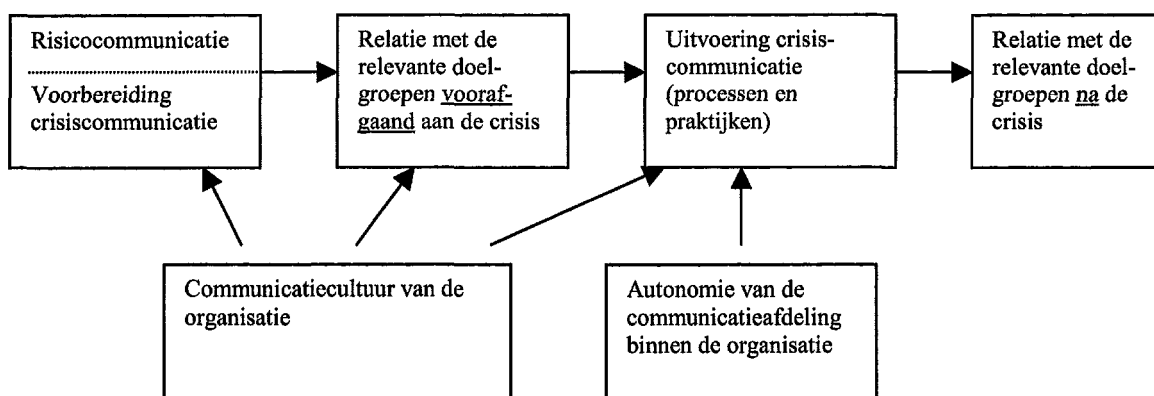 Risicocommunicatie
Voorbereiding
crisiscommunicatie
Relatie met de
relevante doel-
groepen vooraf-
gaand aan de crisis
Uitvoering crisis-
communicatie
(processen en
praktijken)
Relatie met de
relevante doel-
groepen na de
crisis
Communicatiecultuur van de
organisatie
Autonomie van de
communicatieafdeling
binnen de organisatie